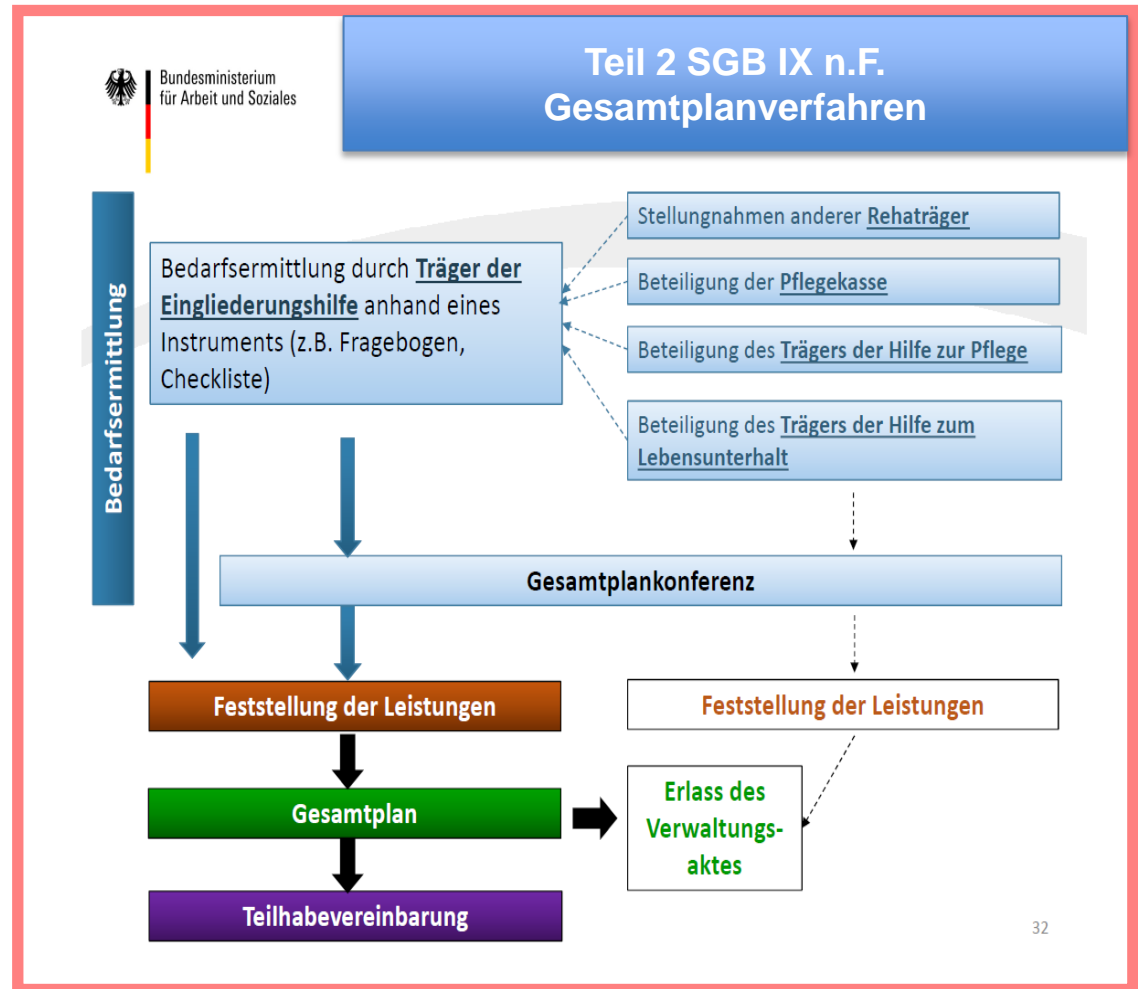 Bundesministerium
für Arbeit und Soziales
Teil 2 SGB IX n.F.
Gesamtplanverfahren
Bedarfsermittlung
Bedarfsermittlung durch Träger der
Eingliederungshilfe anhand eines
Instruments (z.B. Fragebogen,
Checkliste)
Stellungnahmen anderer Rehaträger
Beteiligung der Pflegekasse
Beteiligung des Trägers der Hilfe zur Pflege
Beteiligung des Trägers der Hilfe zum
Lebensunterhalt
Gesamtplankonferenz
Feststellung der Leistungen
Feststellung der Leistungen
Gesamtplan
Erlass des
Verwaltungs-
aktes
Teilhabevereinbarung
32